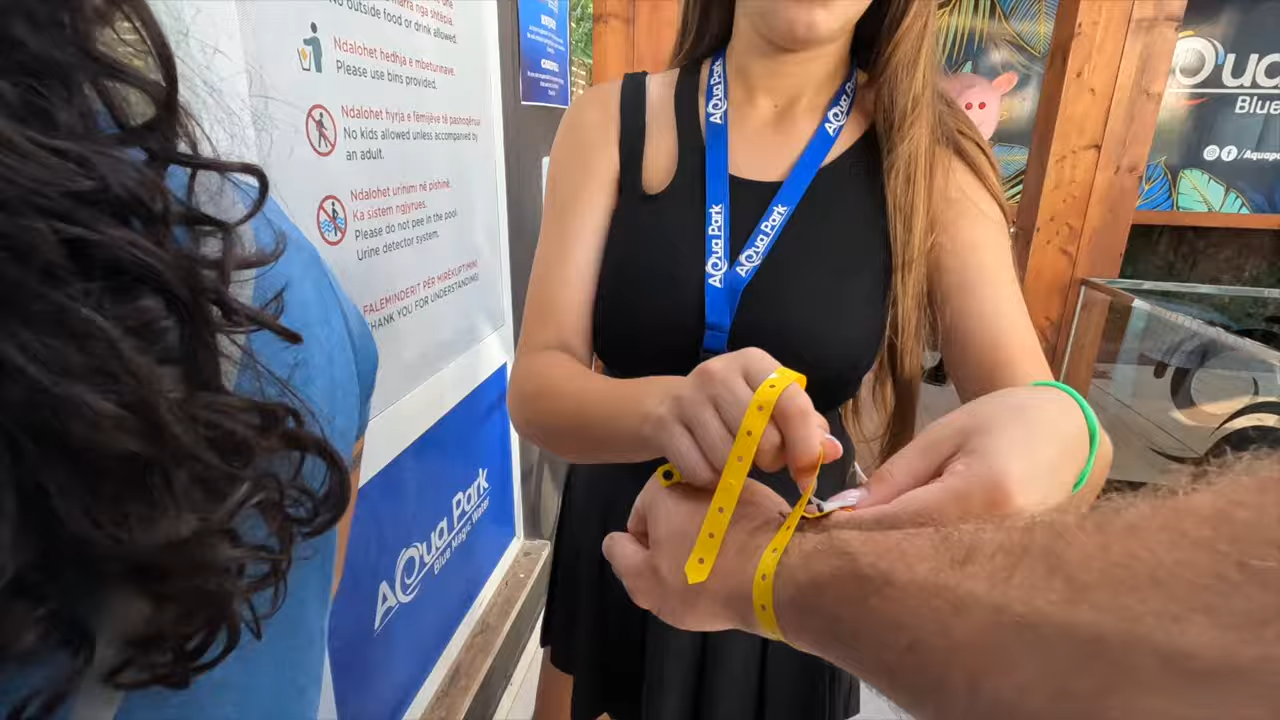 No outside food or drink allowed.
Ndalohet hedhja e mbeturinave.
Please use bins provided.
Ndalohet hyrja e fëmijëve të pashoqëruar
No kids allowed unless accompanied by
an adult.
Ndalohet urinimi në pishinë.
Ka sistem ngjyrues.
Please do not pee in the pool.
Urine detector system.
FALEMINDERIT PËR MIRËKUPTIMIN!
THANK YOU FOR UNDERSTANDING!
AQua Park
Blue Magic Water
AQua Park
AQua Park
AQua Park
AQua Park
Blue